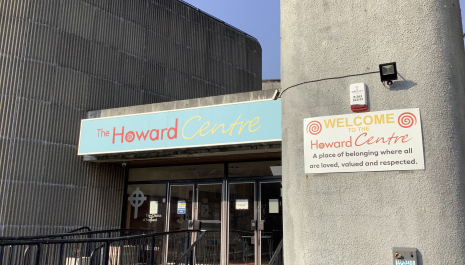 The Howard Centre
WELCOME
TO THE
Howard Centre
A place of belonging where all
are loved, valued and respected.